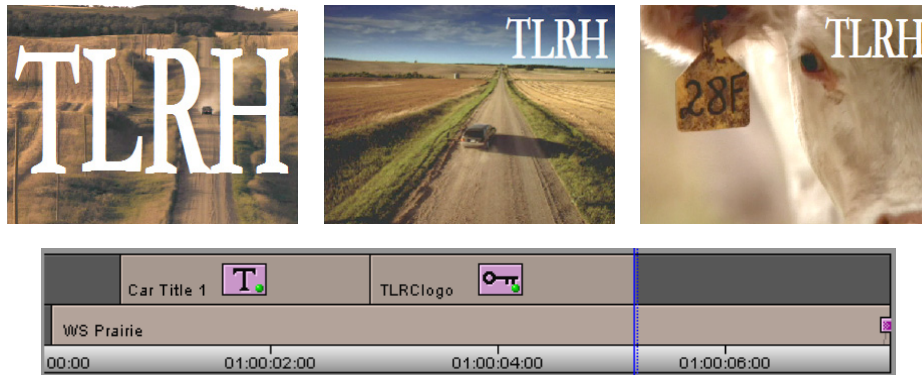 TLRH
TLRH
TLRH
28F
Car Title 1
T
TLRClogo
WS Prairie
00:00
01:00:02:00
01:00:04:00
01:00:06:00